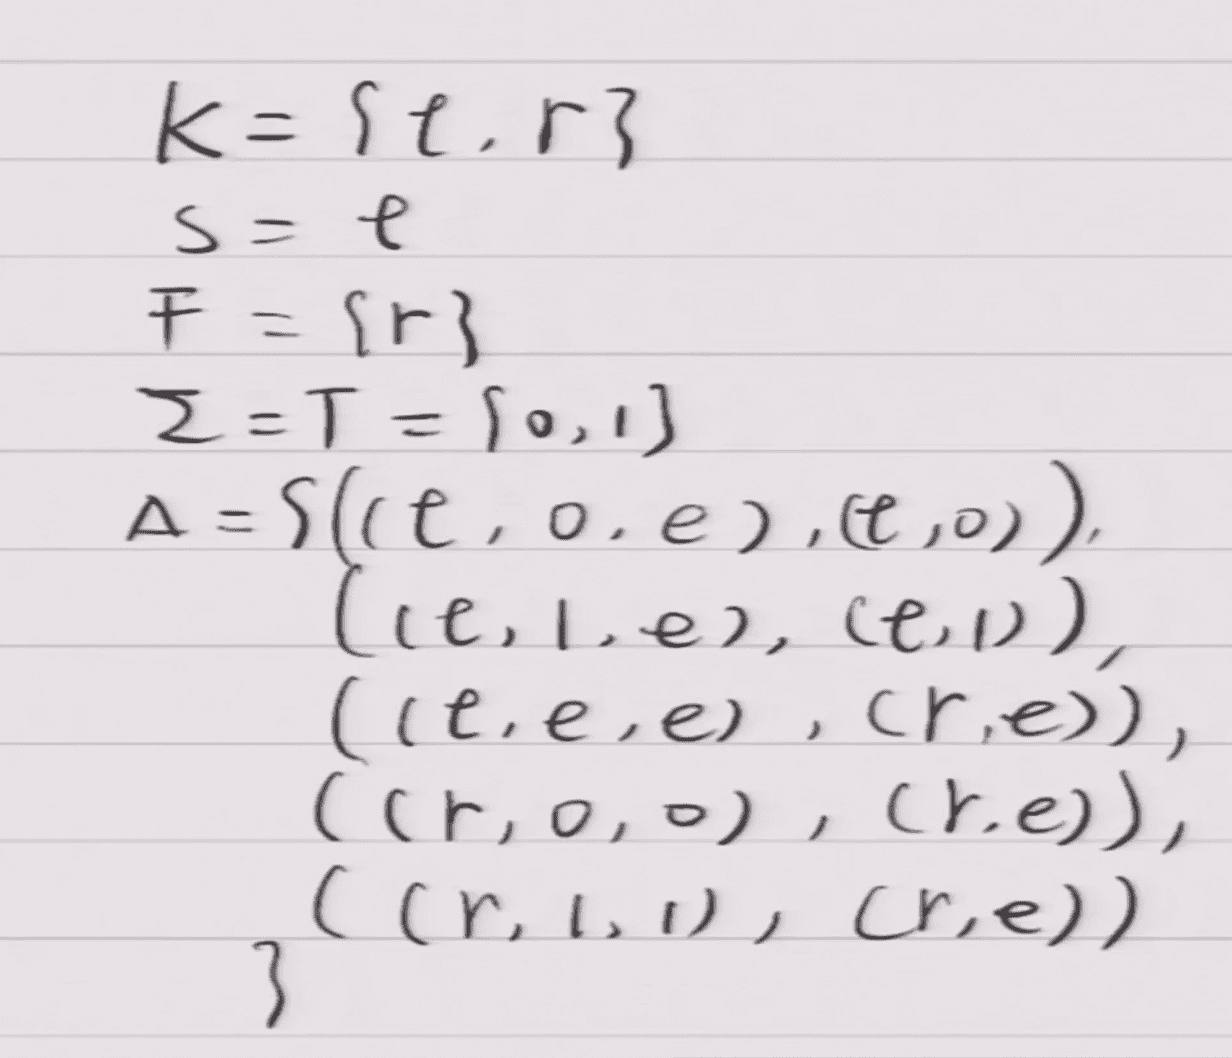 K = {t, r}
s = t
F = {r}
Σ = T = {0, 1}
Δ = {((t, 0, e), (t, 0)),
((t, 1, e), (t, 1)),
((t, e, e), (r, e)),
((r, 0, 0), (r, e)),
((r, 1, 1), (r, e))
}